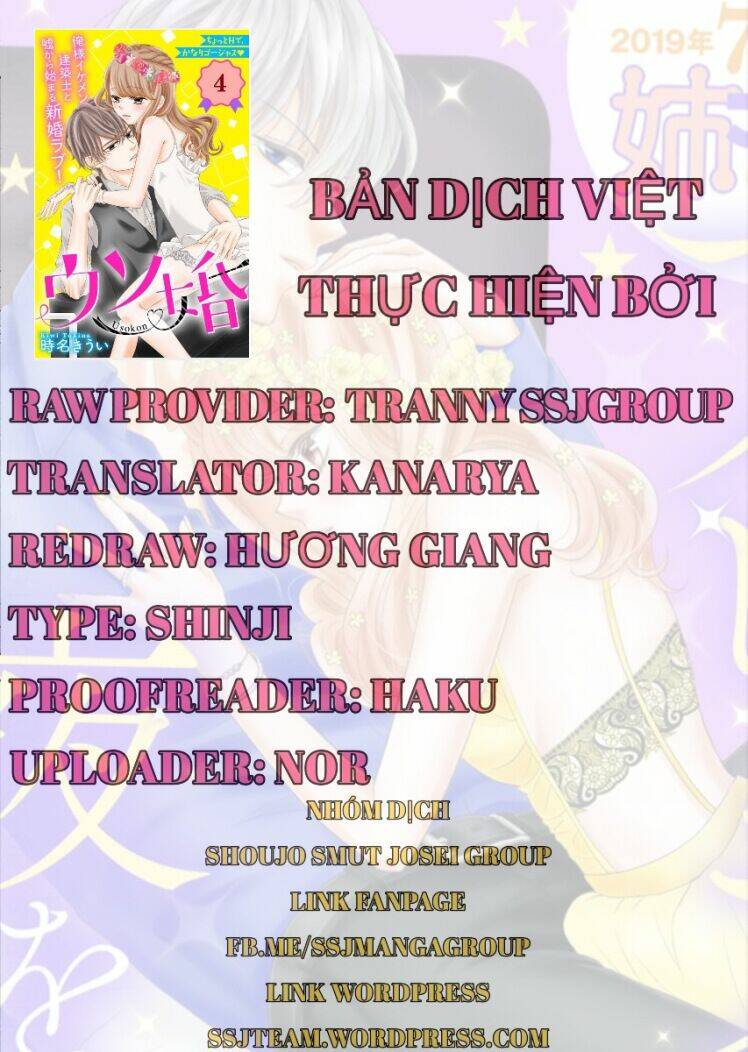 ちょっとHで、
かなりゴージャス♥
4
俺様イケメン
建築士と
嘘から始まる
新婚ラブ！
ウソ婚
Usokon
Kiwi Tokina
時名きうい
2019年
7
姉
BẢN DỊCH VIỆT
THỰC HIỆN BỞI
RAW PROVIDER: TRANNY SSJGROUP
TRANSLATOR: KANARYA
REDRAW: HƯƠNG GIANG
TYPE: SHINJI
PROOFREADER: HAKU
UPLOADER: NOR
NHÓM DỊCH
SHOUJO SMUT JOSEI GROUP
LINK FANPAGE
FB.ME/SSJMANGAGROUP
LINK WORDPRESS
SSJTEAM.WORDPRESS.COM